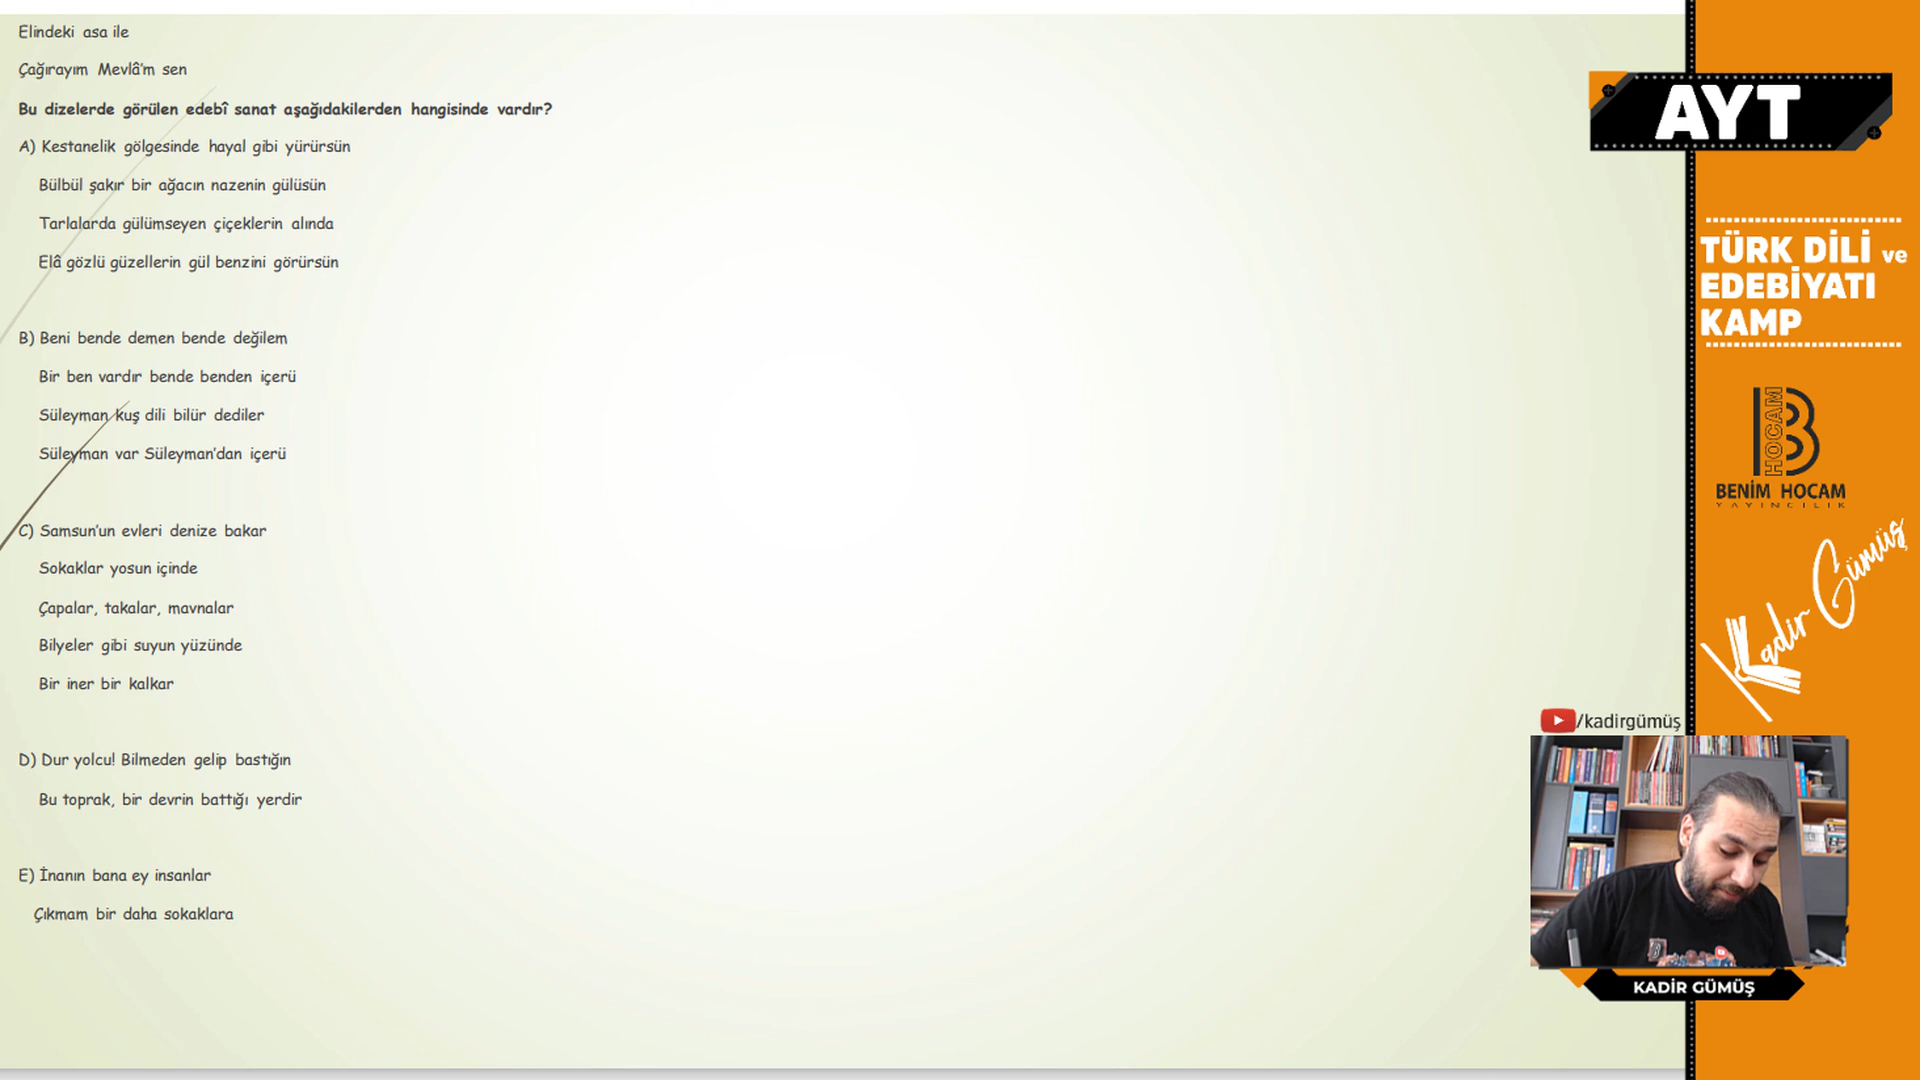 Elindeki asa ile
Çağırayım Mevlâ'm sen
Bu dizelerde görülen edebî sanat aşağıdakilerden hangisinde vardır?
A) Kestanelik gölgesinde hayal gibi yürürsün
Bülbül şakır bir ağacın nazenin gülüsün
Tarlalarda gülümseyen çiçeklerin alında
Elâ gözlü güzellerin gül benzini görürsün
B) Beni bende demen bende değilem
Bir ben vardır bende benden içerü
Süleyman kuş dili bilür dediler
Süleyman var Süleyman'dan içerü
C) Samsun'un evleri denize bakar
Sokaklar yosun içinde
Çapalar, takalar, mavnalar
Bilyeler gibi suyun yüzünde
Bir iner bir kalkar
D) Dur yolcu! Bilmeden gelip bastığın
Bu toprak, bir devrin battığı yerdir
E) İnanın bana ey insanlar
Çıkmam bir daha sokaklara
AYT
TÜRK DİLİ ve
EDEBİYATI
KAMP
HOCAM
BENİM HOCAM
YAYINCILIK
Kadir Gümüş
/kadirgümüş
KADİR GÜMÜŞ